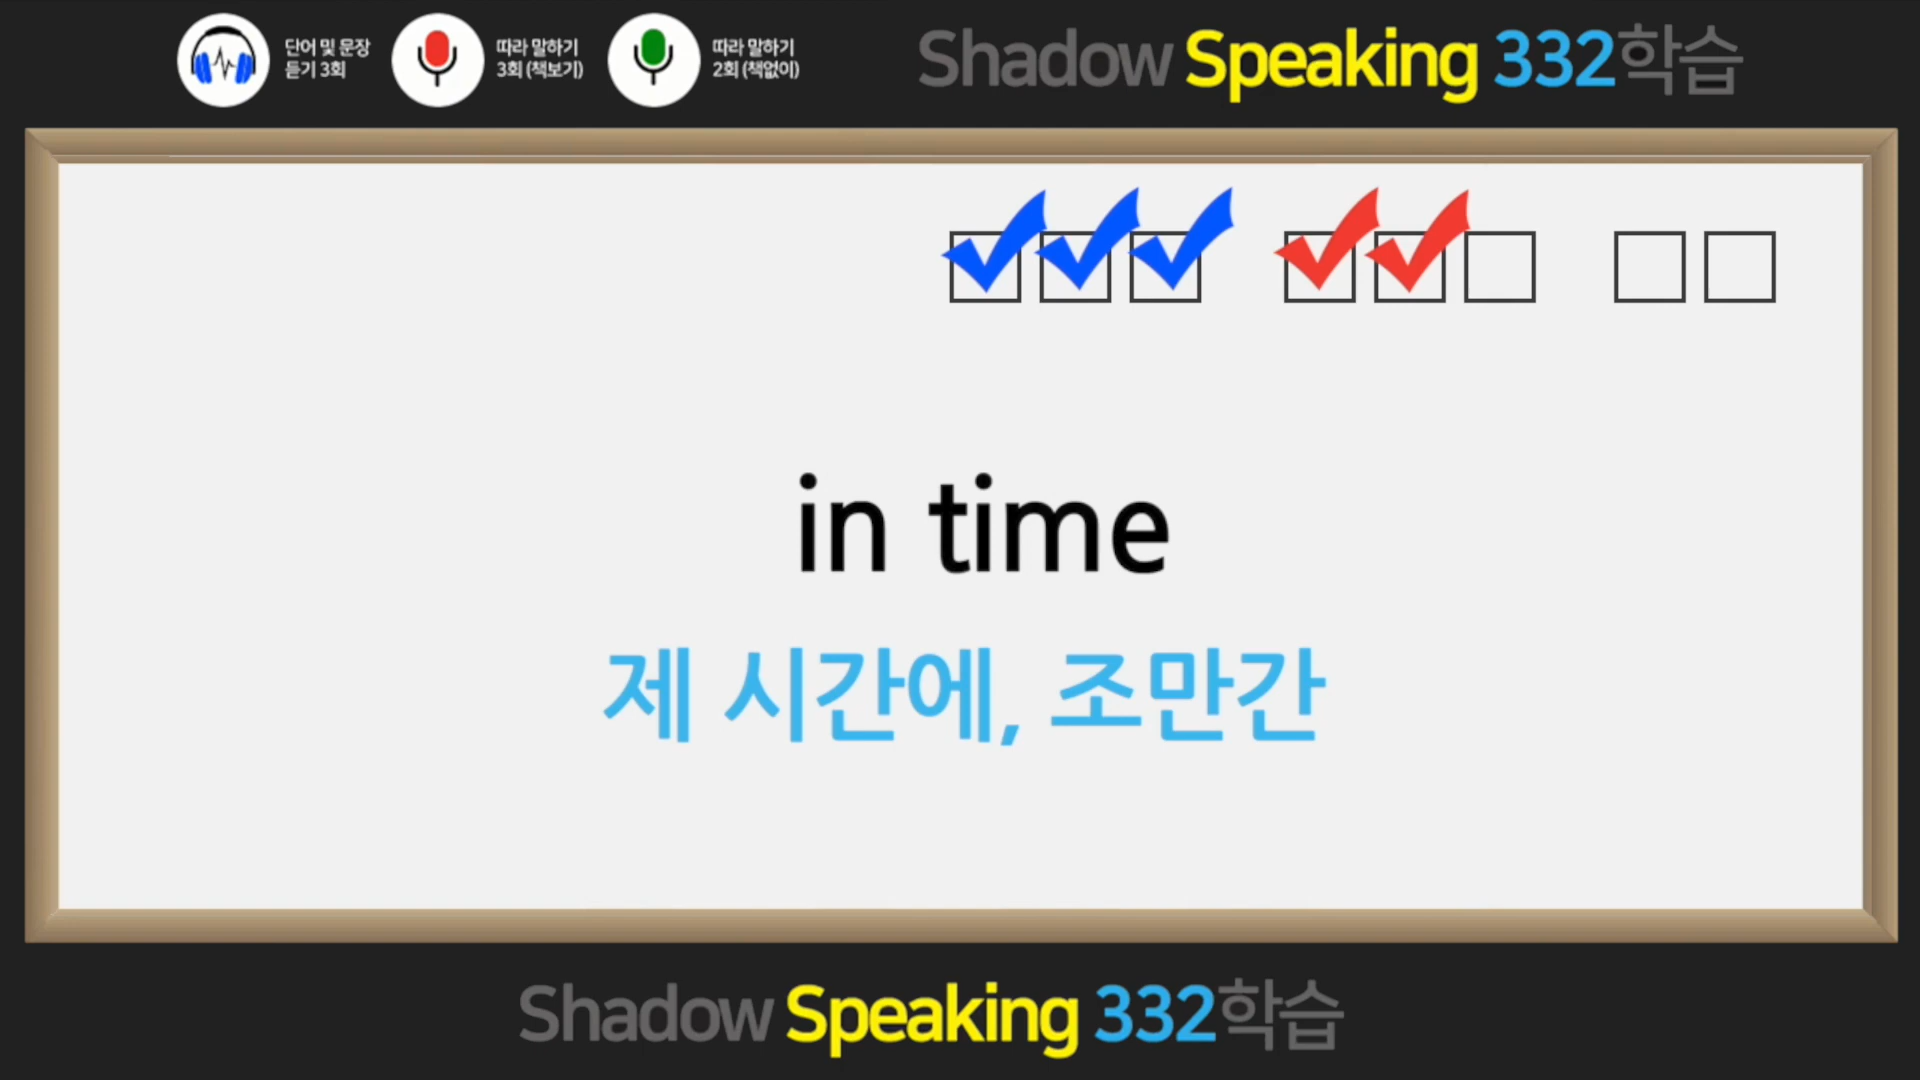 단어 및 문장
듣기 3회
따라 말하기
3회 (책보기)
따라 말하기
2회 (책없이)
Shadow Speaking 332학습
in time
제 시간에, 조만간
Shadow Speaking 332학습